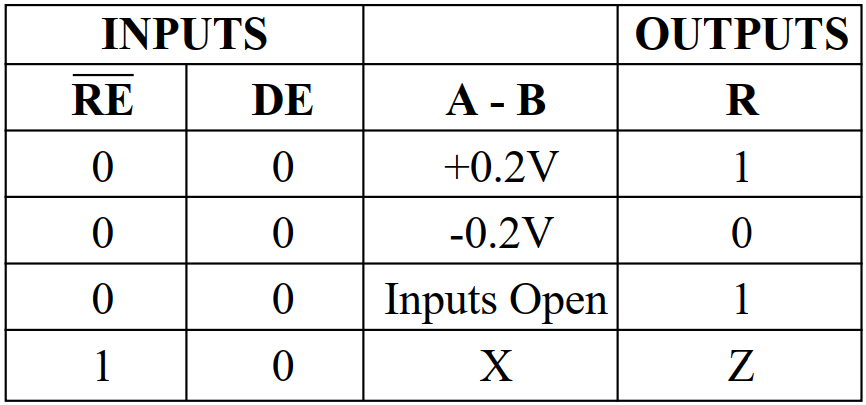 INPUTS OUTPUTS
R̅E̅ DE A - B R
0 0 +0.2V 1
0 0 -0.2V 0
0 0 Inputs Open 1
1 0 X Z